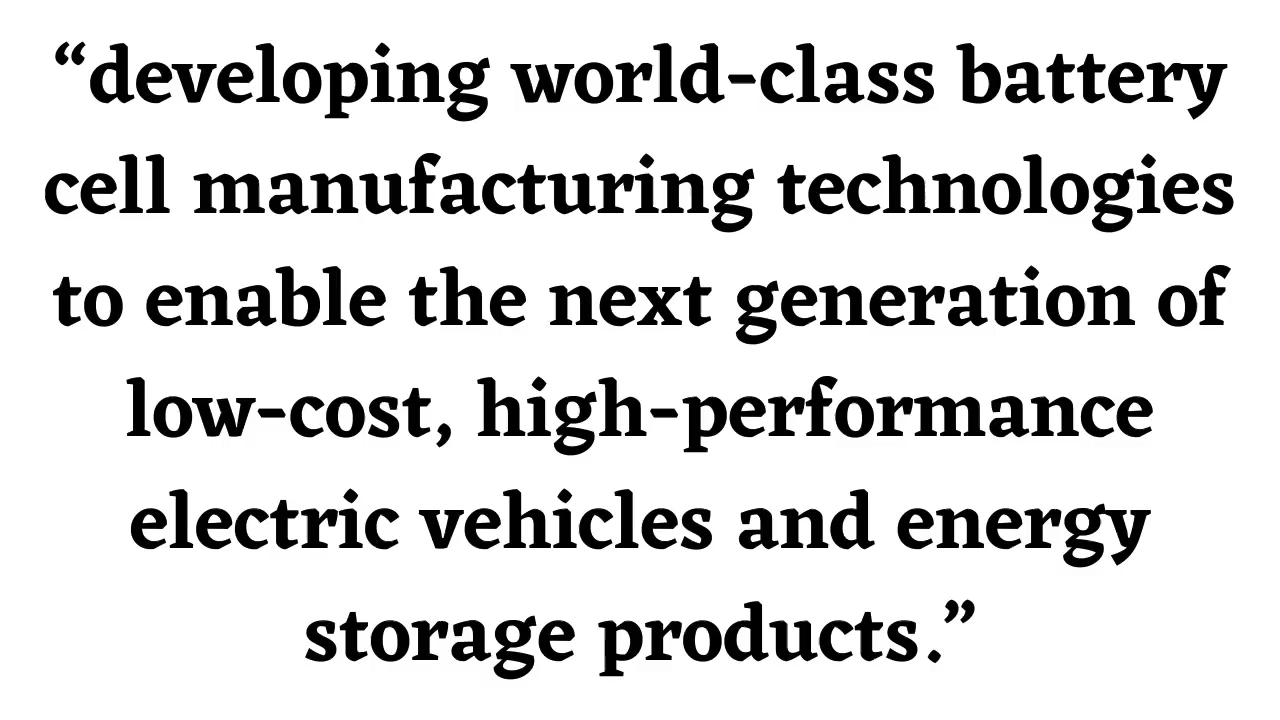 “developing world-class battery
cell manufacturing technologies
to enable the next generation of
low-cost, high-performance
electric vehicles and energy
storage products.”